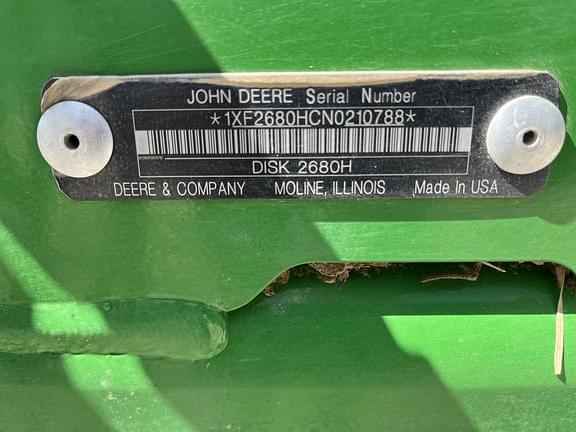 JOHN DEERE Serial Number
*1XF2680HCN0210788*
DISK 2680H
DEERE & COMPANY MOLINE, ILLINOIS Made In USA